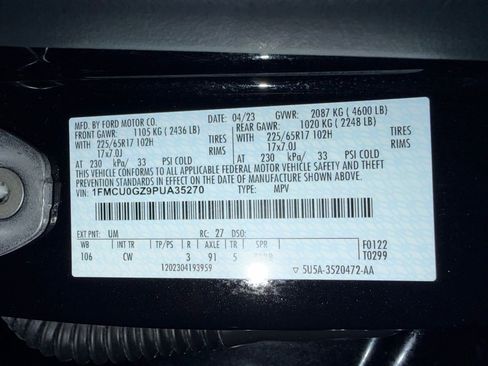 MFD. BY FORD MOTOR CO. 04/23 GVWR: 2087 KG ( 4600 LB)
FRONT GAWR: 1105 KG ( 2436 LB) REAR GAWR: 1020 KG ( 2248 LB)
WITH 225/65R17 102H TIRES WITH 225/65R17 102H TIRES
17x7.0J RIMS 17x7.0J RIMS
AT 230 kPa/ 33 PSI COLD AT 230 kPa/ 33 PSI COLD
THIS VEHICLE CONFORMS TO ALL APPLICABLE FEDERAL MOTOR VEHICLE SAFETY AND THEFT
PREVENTION STANDARDS IN EFFECT ON THE DATE OF MANUFACTURE SHOWN ABOVE.
VIN: 1FMCU0GZ9PUA35270 TYPE: MPV
EXT PNT: UM RC: 27 DSO:
WB INT TR TP/PS R AXLE TR SPR F0122
106 CW 3 91 5 T0299
1202304193959 5U5A-3520472-AA